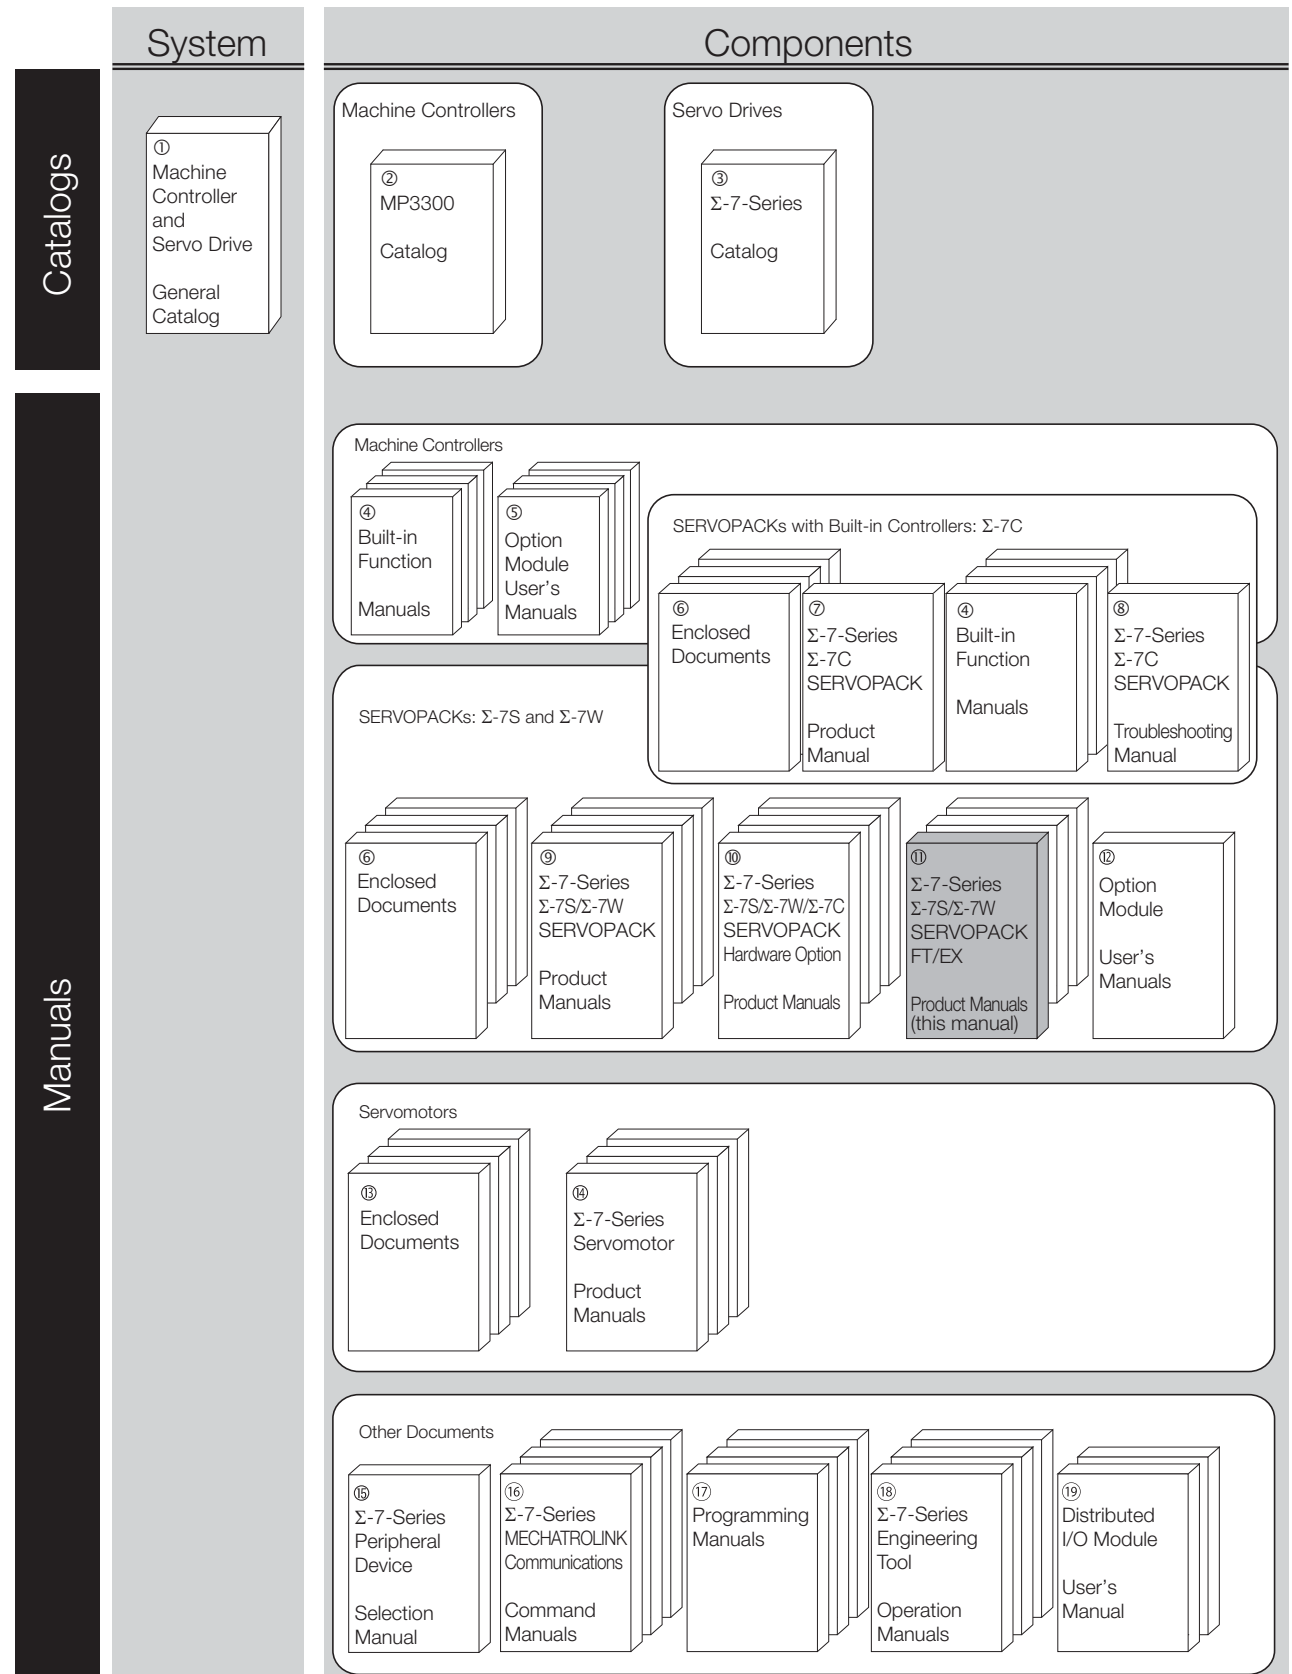 System
Components
Catalogs
①
Machine
Controller
and
Servo Drive
General
Catalog
Machine Controllers
②
MP3300
Catalog
Servo Drives
③
Σ-7-Series
Catalog
Manuals
Machine Controllers
④
Built-in
Function
Manuals
⑤
Option
Module
User's
Manuals
SERVOPACKs with Built-in Controllers: Σ-7C
⑥
Enclosed
Documents
⑦
Σ-7-Series
Σ-7C
SERVOPACK
Product
Manual
④
Built-in
Function
Manuals
⑧
Σ-7-Series
Σ-7C
SERVOPACK
Troubleshooting
Manual
SERVOPACKs: Σ-7S and Σ-7W
⑥
Enclosed
Documents
⑨
Σ-7-Series
Σ-7S/Σ-7W
SERVOPACK
Product
Manuals
⑩
Σ-7-Series
Σ-7S/Σ-7W/Σ-7C
SERVOPACK
Hardware Option
Product Manuals
⑪
Σ-7-Series
Σ-7S/Σ-7W
SERVOPACK
FT/EX
Product Manuals
(this manual)
⑫
Option
Module
User's
Manuals
Servomotors
⑬
Enclosed
Documents
⑭
Σ-7-Series
Servomotor
Product
Manuals
Other Documents
⑮
Σ-7-Series
Peripheral
Device
Selection
Manual
⑯
Σ-7-Series
MECHATROLINK
Communications
Command
Manuals
⑰
Programming
Manuals
⑱
Σ-7-Series
Engineering
Tool
Operation
Manuals
⑲
Distributed
I/O Module
User's
Manual